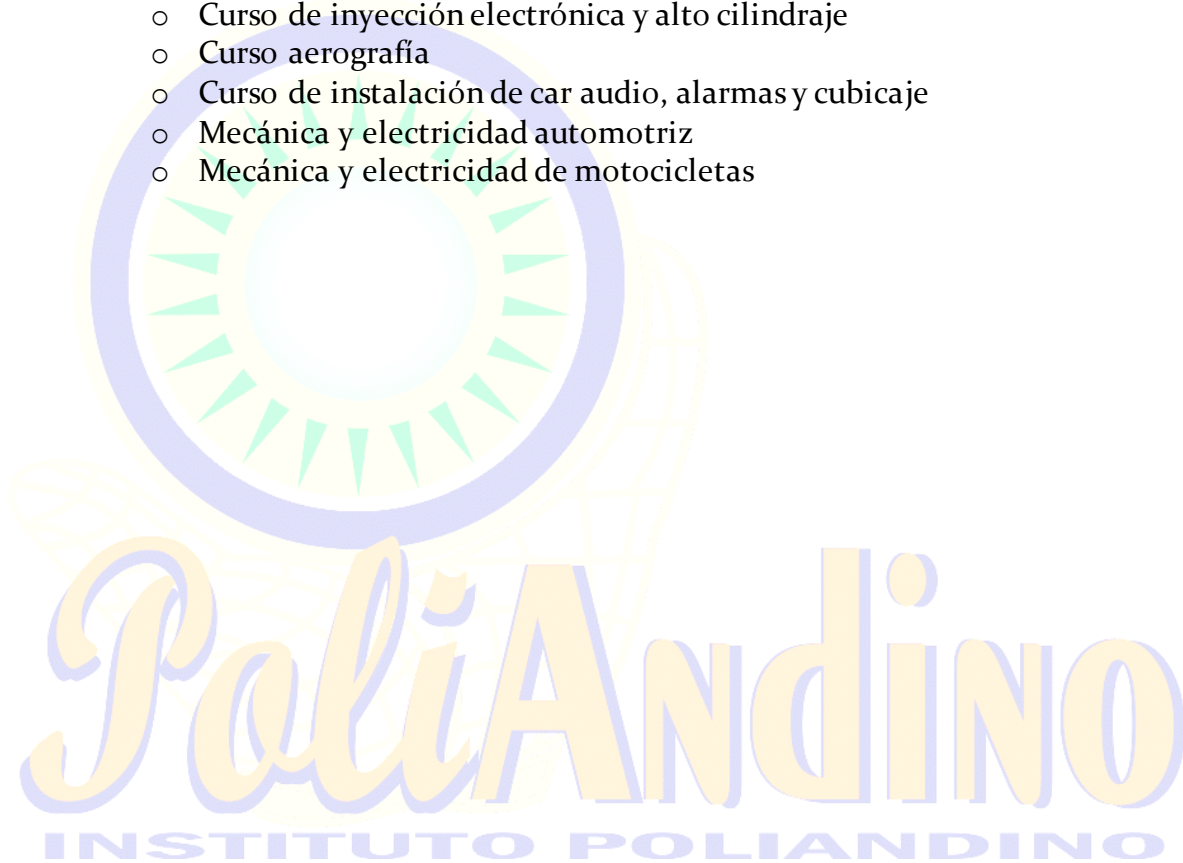 o Curso de inyección electrónica y alto cilindraje
o Curso aerografía
o Curso de instalación de car audio, alarmas y cubicaje
o Mecánica y electricidad automotriz
o Mecánica y electricidad de motocicletas
PoliAndino
INSTITUTO POLIANDINO